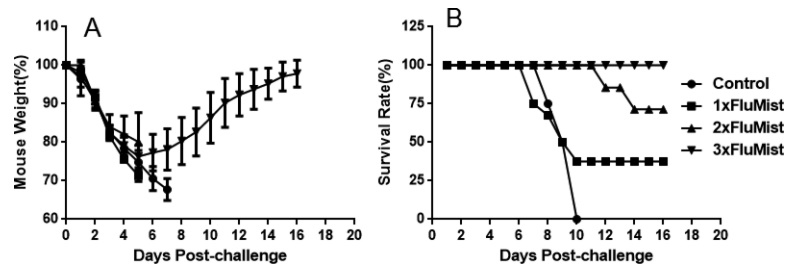 A
Mouse Weight(%)
110
100
90
80
70
60
0 2 4 6 8 10 12 14 16 18 20
Days Post-challenge
B
Survival Rate(%)
125
100
75
50
25
0
0 2 4 6 8 10 12 14 16 18 20
Days Post-challenge
Control
1xFluMist
2xFluMist
3xFluMist